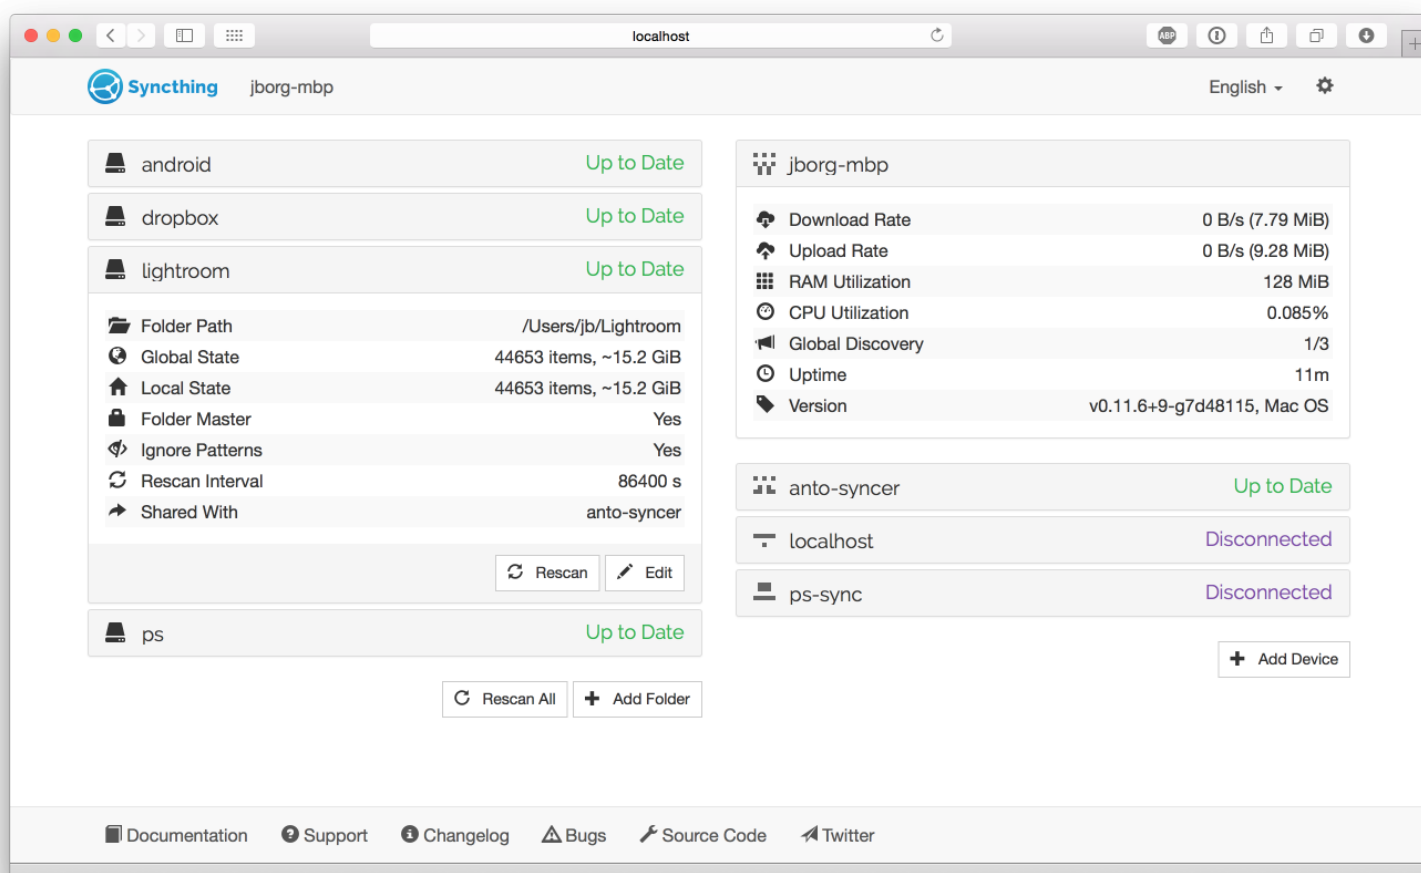 localhost
ABP
Syncthing jborg-mbp English
android Up to Date
dropbox Up to Date
lightroom Up to Date
Folder Path /Users/jb/Lightroom
Global State 44653 items, ~15.2 GiB
Local State 44653 items, ~15.2 GiB
Folder Master Yes
Ignore Patterns Yes
Rescan Interval 86400 s
Shared With anto-syncer
Rescan Edit
ps Up to Date
Rescan All Add Folder
jborg-mbp
Download Rate 0 B/s (7.79 MiB)
Upload Rate 0 B/s (9.28 MiB)
RAM Utilization 128 MiB
CPU Utilization 0.085%
Global Discovery 1/3
Uptime 11m
Version v0.11.6+9-g7d48115, Mac OS
anto-syncer Up to Date
localhost Disconnected
ps-sync Disconnected
Add Device
Documentation Support Changelog Bugs Source Code Twitter